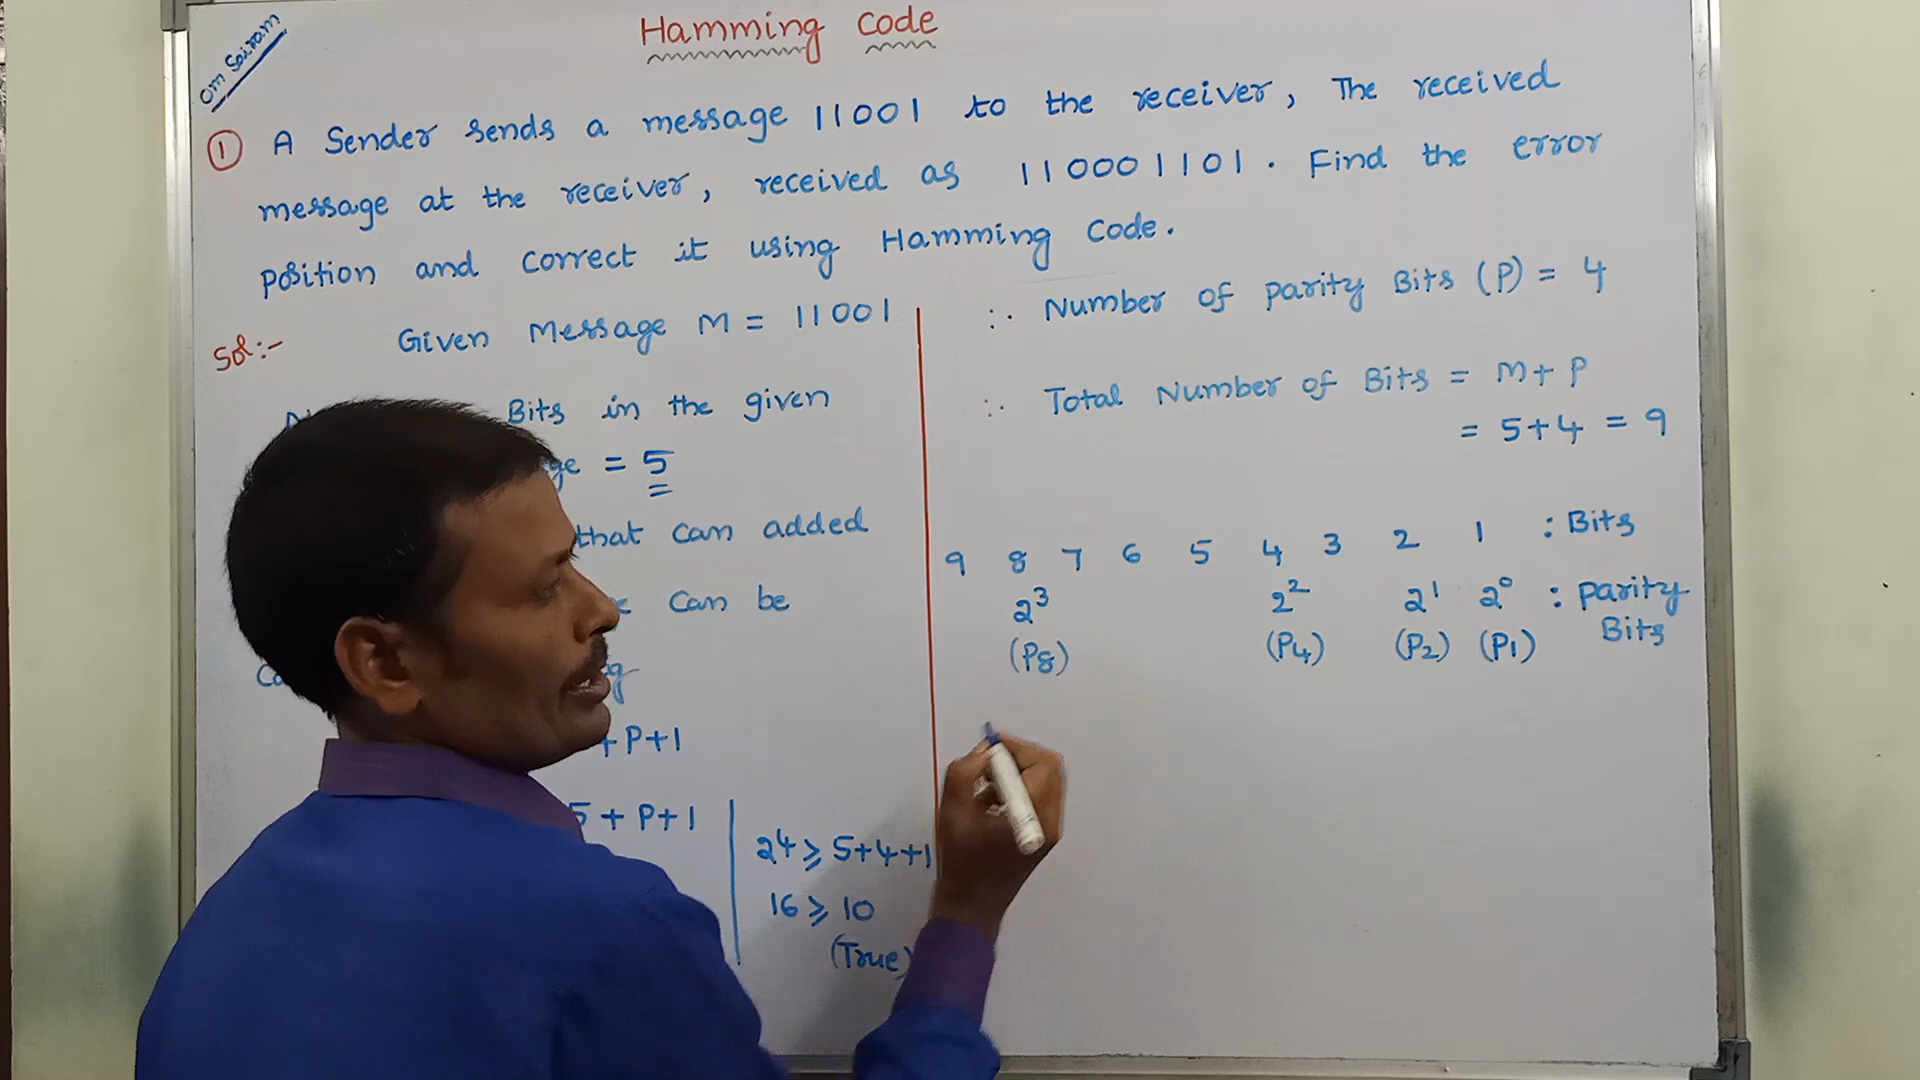 Om Sairam
Hamming Code
① A Sender sends a message 11001 to the receiver, The received
message at the receiver, received as 110001101. Find the error
position and correct it using Hamming Code.
Sol:- Given Message M = 11001
Bits in the given
= 5
that can added
can be
+ P+1
5 + P+1
2⁴ ⩾ 5+4+1
16 ⩾ 10
(True)
∴ Number of parity Bits (P) = 4
∴ Total Number of Bits = M+P
= 5+4 = 9
9 8 7 6 5 4 3 2 1 : Bits
2³ 2² 2¹ 2⁰ : Parity
(P8) (P4) (P2) (P1) Bits